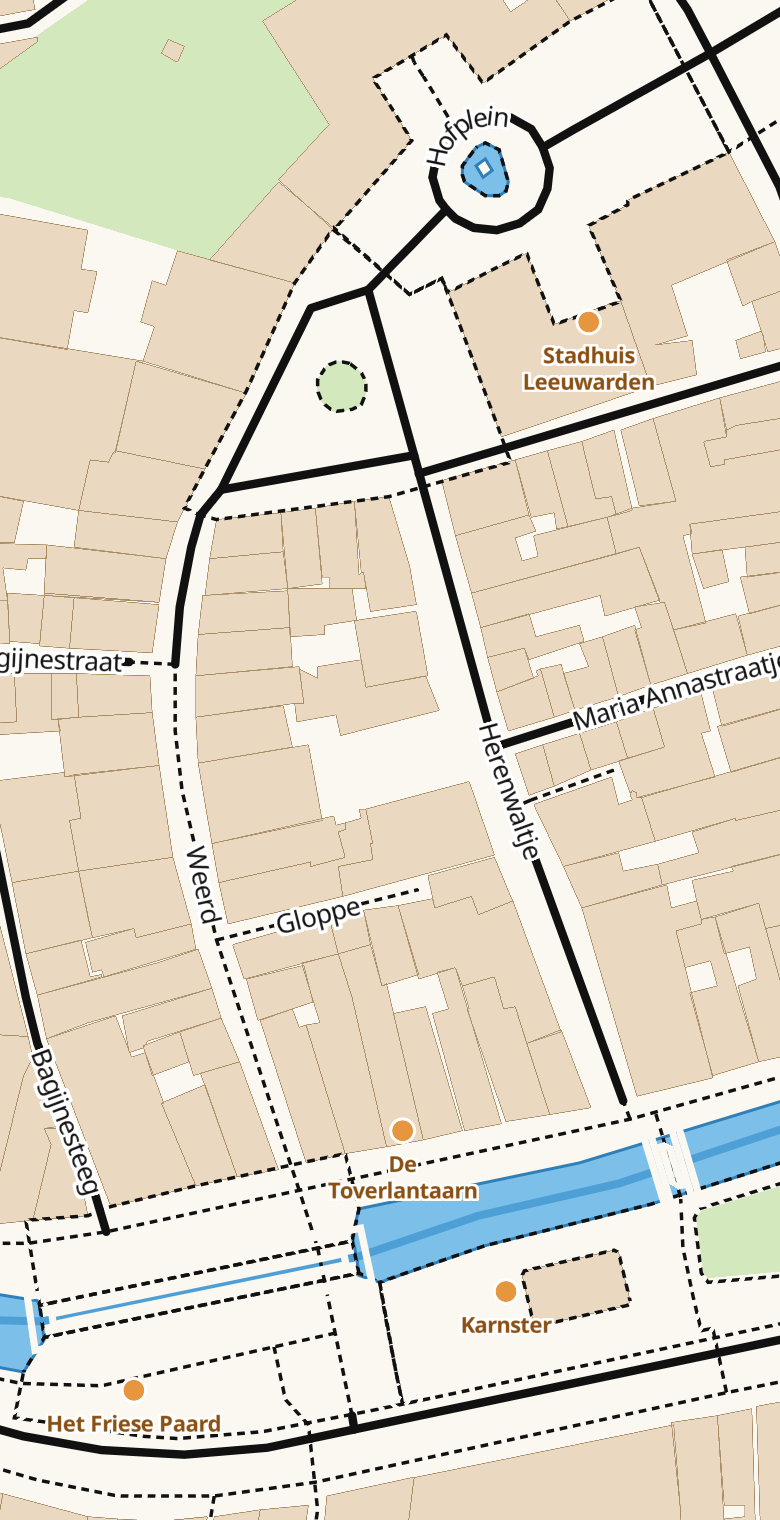 Hofplein
Stadhuis
Leeuwarden
gijnestraat
Maria Annastraatje
Herenwaltje
Weerd
Gloppe
Bagijnesteeg
De
Toverlantaarn
Karnster
Het Friese Paard